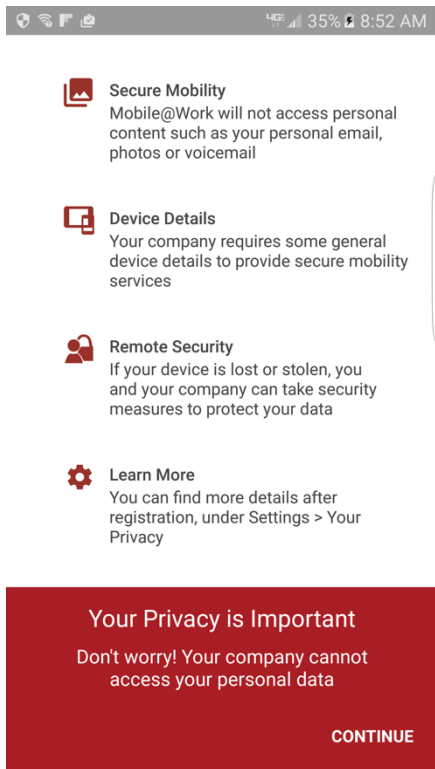 4G 35% 8:52 AM
Secure Mobility
Mobile@Work will not access personal
content such as your personal email,
photos or voicemail
Device Details
Your company requires some general
device details to provide secure mobility
services
Remote Security
If your device is lost or stolen, you
and your company can take security
measures to protect your data
Learn More
You can find more details after
registration, under Settings > Your
Privacy
Your Privacy is Important
Don't worry! Your company cannot
access your personal data
CONTINUE